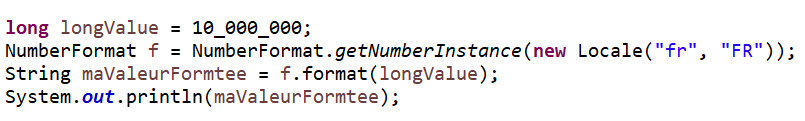 long longValue = 10_000_000;
NumberFormat f = NumberFormat.getNumberInstance(new Locale("fr", "FR"));
String maValeurFormtee = f.format(longValue);
System.out.println(maValeurFormtee);